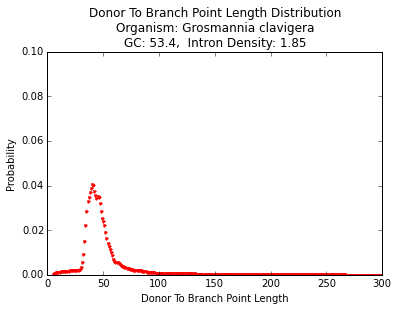 Donor To Branch Point Length Distribution
Organism: Grosmannia clavigera
GC: 53.4,  Intron Density: 1.85
0.10
0.08
0.06
0.04
0.02
0.00
Probability
0 50 100 150 200 250 300
Donor To Branch Point Length